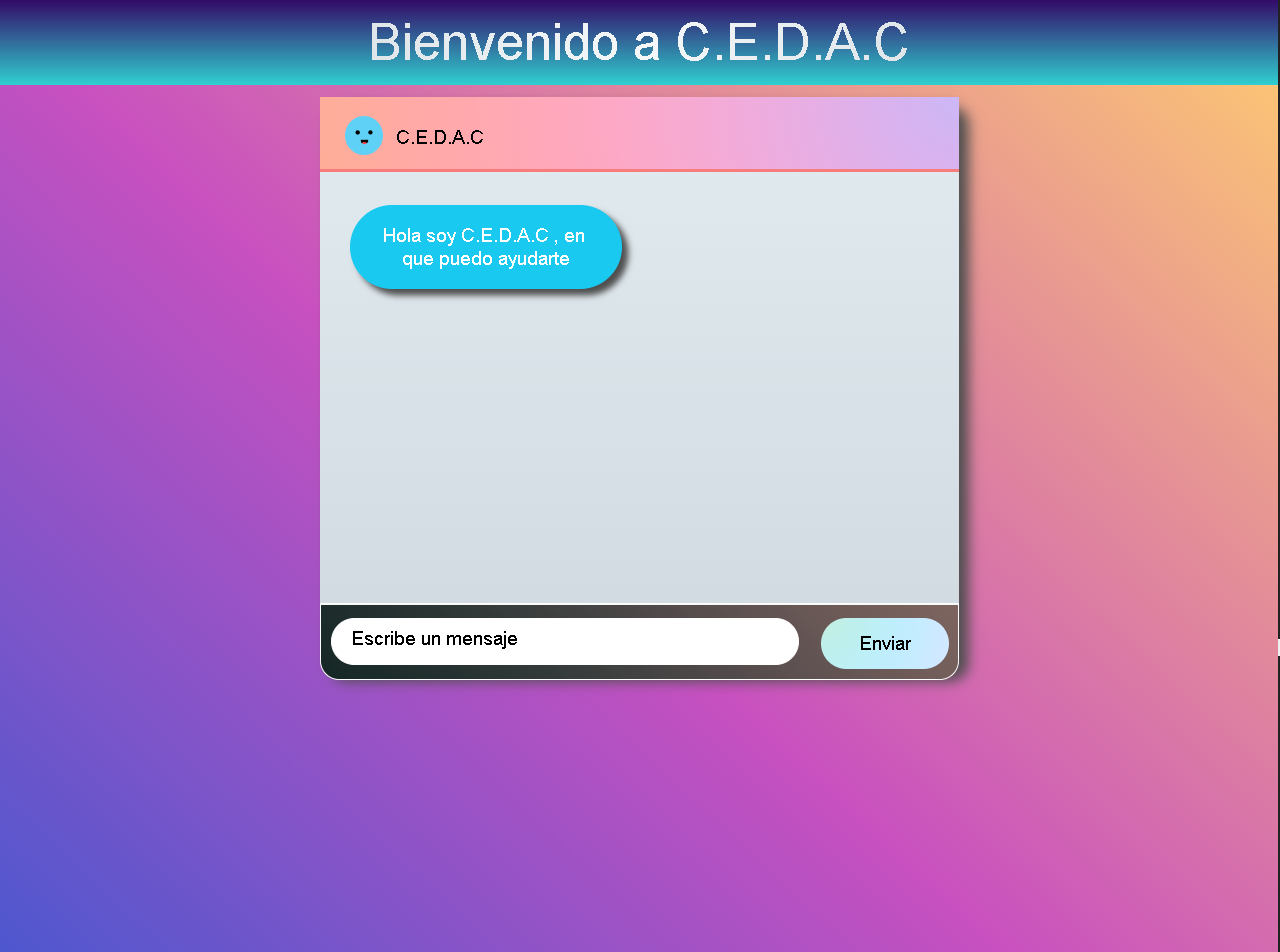 Bienvenido a C.E.D.A.C
C.E.D.A.C
Hola soy C.E.D.A.C , en
que puedo ayudarte
Escribe un mensaje
Enviar